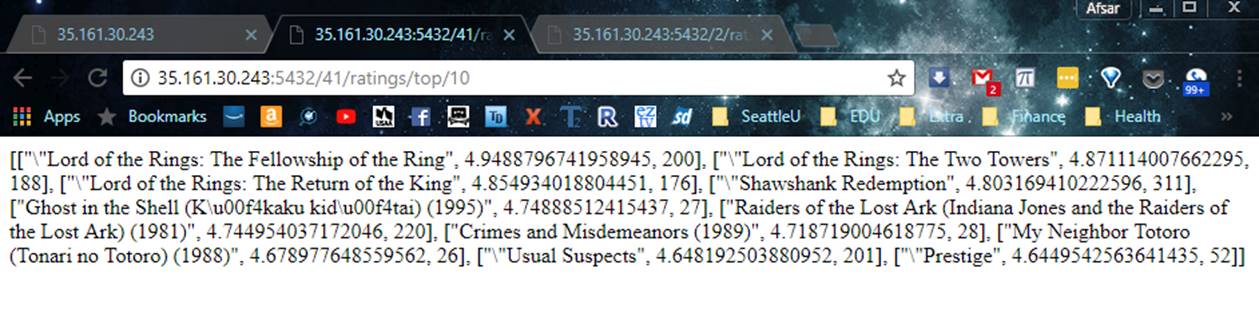 Afsar
35.161.30.243
35.161.30.243:5432/41/ra
35.161.30.243:5432/2/rat
35.161.30.243:5432/41/ratings/top/10
2
99+
Apps Bookmarks SeattleU EDU Extra Finance Health »
[["\"Lord of the Rings: The Fellowship of the Ring", 4.9488796741958945, 200], ["\"Lord of the Rings: The Two Towers", 4.871114007662295,
188], ["\"Lord of the Rings: The Return of the King", 4.854934018804451, 176], ["\"Shawshank Redemption", 4.803169410222596, 311],
["Ghost in the Shell (K\u00f4kaku kid\u00f4tai) (1995)", 4.74888512415437, 27], ["Raiders of the Lost Ark (Indiana Jones and the Raiders of
the Lost Ark) (1981)", 4.744954037172046, 220], ["Crimes and Misdemeanors (1989)", 4.718719004618775, 28], ["My Neighbor Totoro
(Tonari no Totoro) (1988)", 4.678977648559562, 26], ["\"Usual Suspects", 4.648192503880952, 201], ["\"Prestige", 4.6449542563641435, 52]]